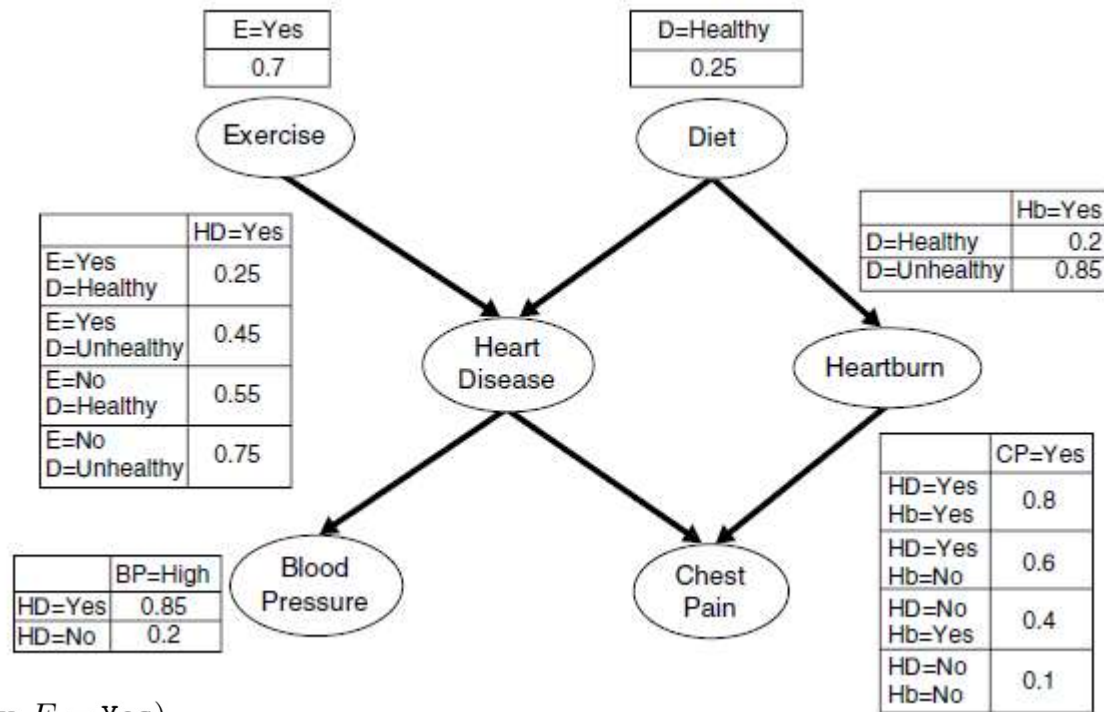 E=Yes
0.7
D=Healthy
0.25
Exercise
Diet
HD=Yes
E=Yes
D=Healthy
0.25
E=Yes
D=Unhealthy
0.45
E=No
D=Healthy
0.55
E=No
D=Unhealthy
0.75
Hb=Yes
D=Healthy 0.2
D=Unhealthy 0.85
Heart
Disease
Heartburn
BP=High
HD=Yes 0.85
HD=No 0.2
Blood
Pressure
Chest
Pain
CP=Yes
HD=Yes
Hb=Yes
0.8
HD=Yes
Hb=No
0.6
HD=No
Hb=Yes
0.4
HD=No
Hb=No
0.1